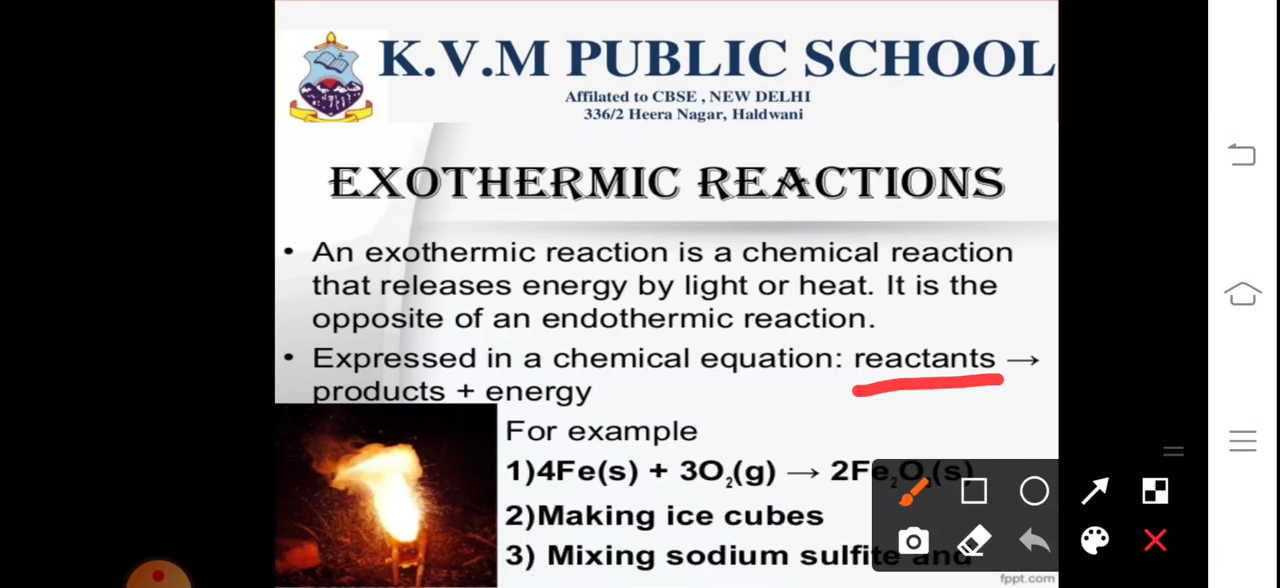 K.V.M PUBLIC SCHOOL
Affilated to CBSE , NEW DELHI
336/2 Heera Nagar, Haldwani
EXOTHERMIC REACTIONS
• An exothermic reaction is a chemical reaction
that releases energy by light or heat. It is the
opposite of an endothermic reaction.
• Expressed in a chemical equation: reactants →
products + energy
For example
1)4Fe(s) + 3O₂(g) → 2Fe₂O₃(s)
2)Making ice cubes
3) Mixing sodium sulfite and
fppt.com